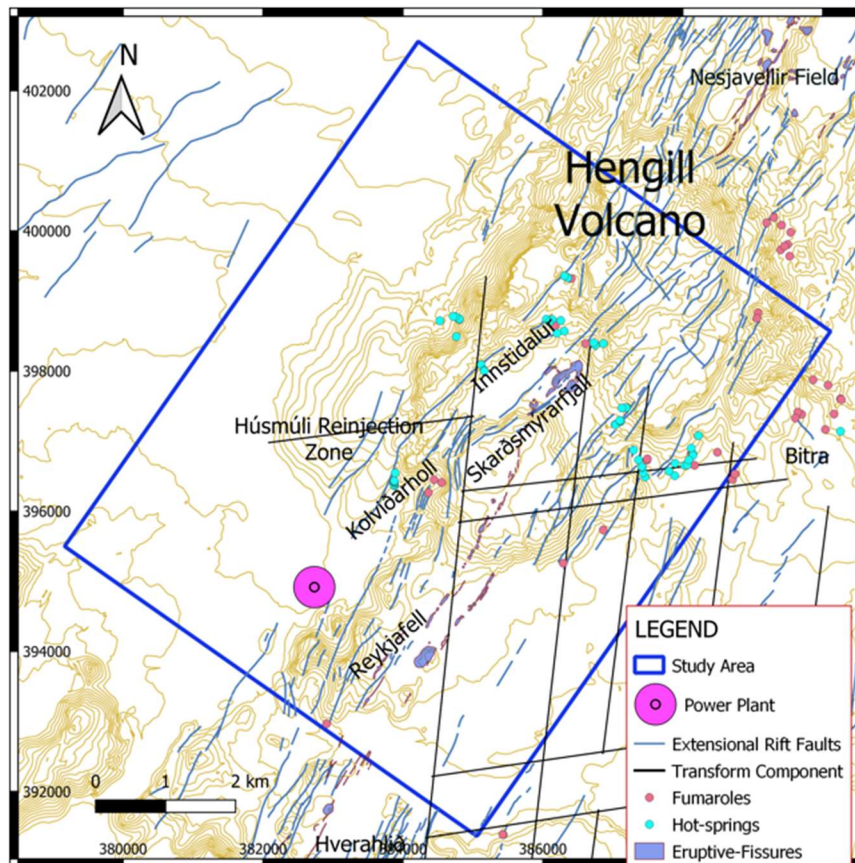 N
Nesjavellir Field
402000
Hengill
Volcano
400000
398000
Innstidalur
Skarðsmýrarfjall
Húsmúli Reinjection
Zone
Kolviðarholl
Bitra
396000
Reykjafell
394000
LEGEND
Study Area
Power Plant
Extensional Rift Faults
Transform Component
Fumaroles
Hot-springs
Eruptive-Fissures
0 1 2 km
392000
Hverahlið
380000 382000 386000